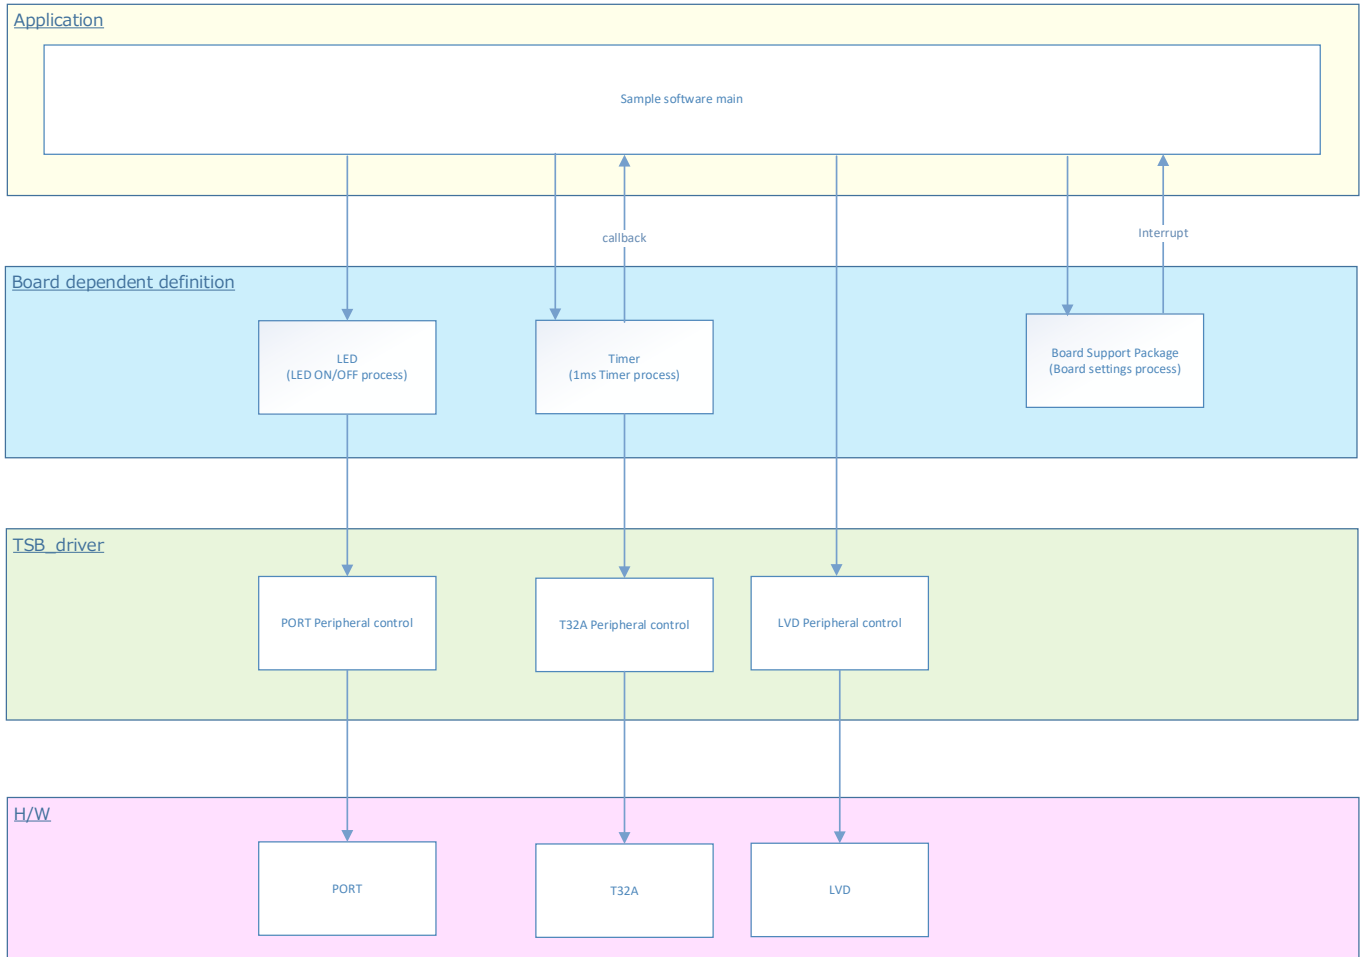 Application
Sample software main
callback
Interrupt
Board dependent definition
LED
(LED ON/OFF process)
Timer
(1ms Timer process)
Board Support Package
(Board settings process)
TSB_driver
PORT Peripheral control
T32A Peripheral control
LVD Peripheral control
H/W
PORT
T32A
LVD